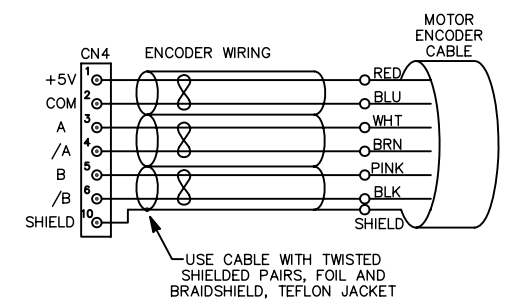 MOTOR
ENCODER
CABLE
CN4 ENCODER WIRING
+5V 1 RED
COM 2 BLU
A 3 WHT
/A 4 BRN
B 5 PINK
/B 6 BLK
SHIELD 10 SHIELD
USE CABLE WITH TWISTED
SHIELDED PAIRS, FOIL AND
BRAIDSHIELD, TEFLON JACKET